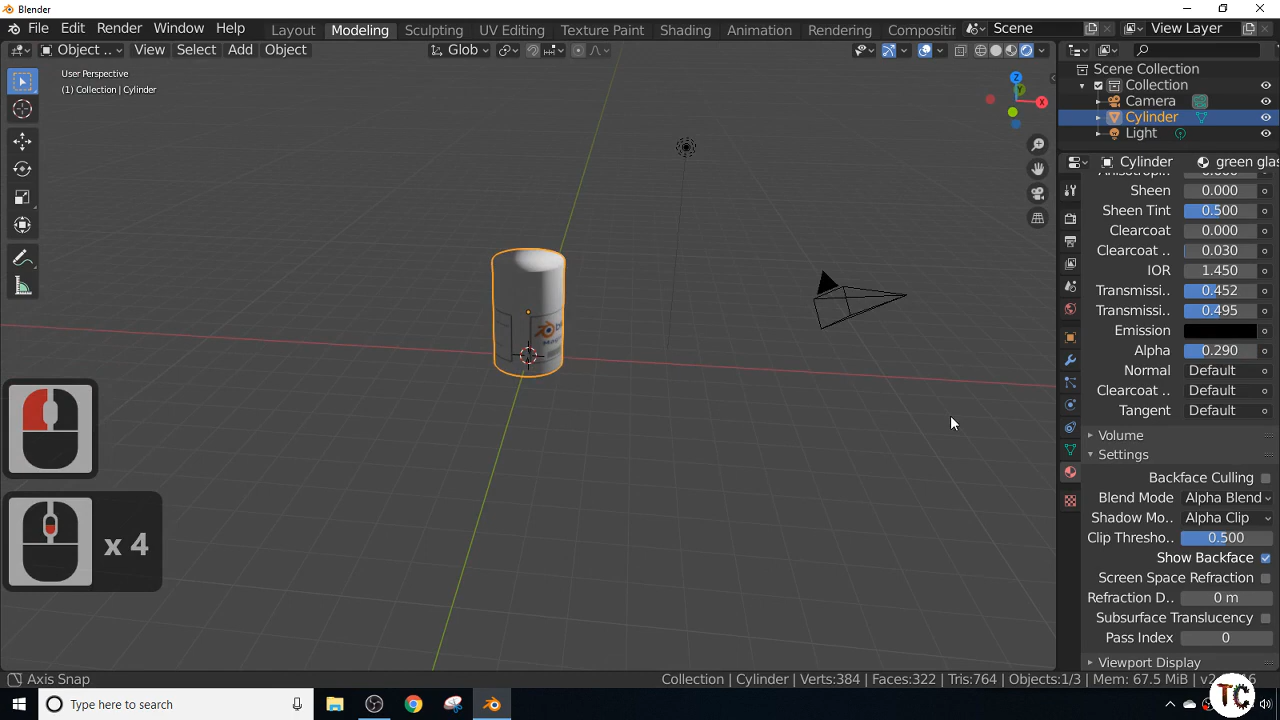 Blender
File Edit Render Window Help Layout Modeling Sculpting UV Editing Texture Paint Shading Animation Rendering Compositin Scene View Layer
Object .. View Select Add Object Glob
User Perspective
(1) Collection | Cylinder
X
Y
Z
Scene Collection
Collection
Camera
Cylinder
Light
Cylinder green glas
Anisotropi..
Sheen 0.000
Sheen Tint 0.500
Clearcoat 0.000
Clearcoat .. 0.030
IOR 1.450
Transmissi.. 0.452
Transmissi.. 0.495
Emission
Alpha 0.290
Normal Default
Clearcoat .. Default
Tangent Default
Volume
Settings
Backface Culling
Blend Mode Alpha Blend
Shadow Mo.. Alpha Clip
Clip Thresho.. 0.500
Show Backface
Screen Space Refraction
Refraction D.. 0 m
Subsurface Translucency
Pass Index 0
Viewport Display
x 4
Axis Snap Collection | Cylinder | Verts:384 | Faces:322 | Tris:764 | Objects:1/3 | Mem: 67.5 MiB | v2
Type here to search
TC